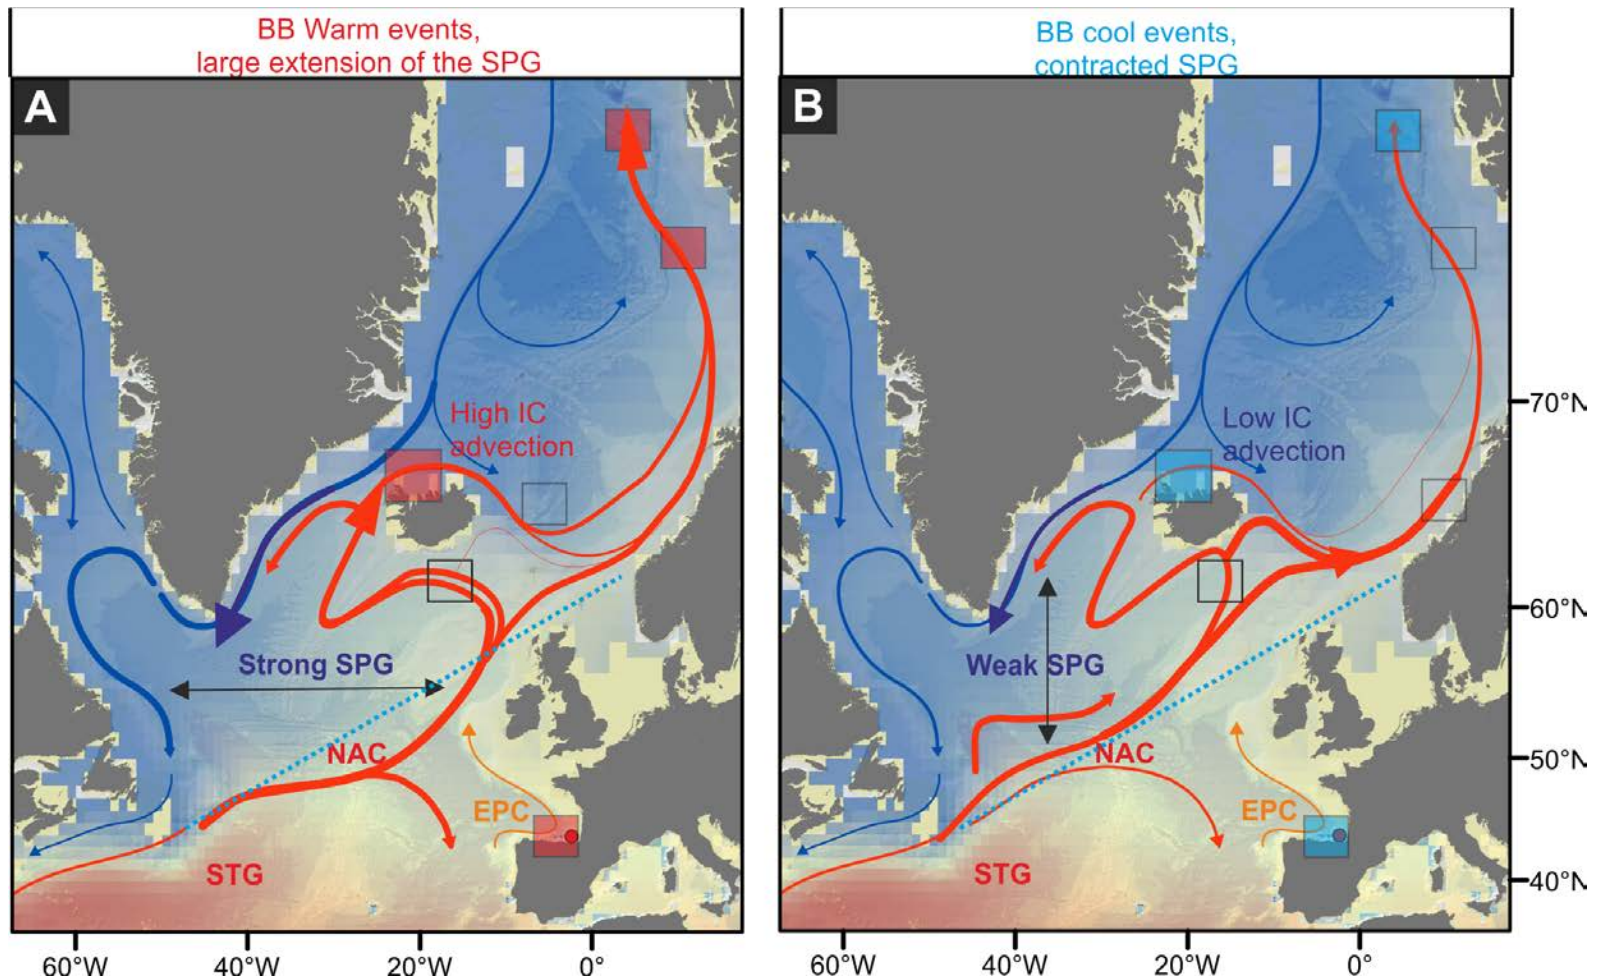 BB Warm events,
large extension of the SPG
BB cool events,
contracted SPG
A
High IC
advection
Strong SPG
NAC
EPC
STG
60°W
40°W
20°W
0°
B
Low IC
advection
Weak SPG
NAC
EPC
STG
70°N
60°N
50°N
40°N
60°W
40°W
20°W
0°